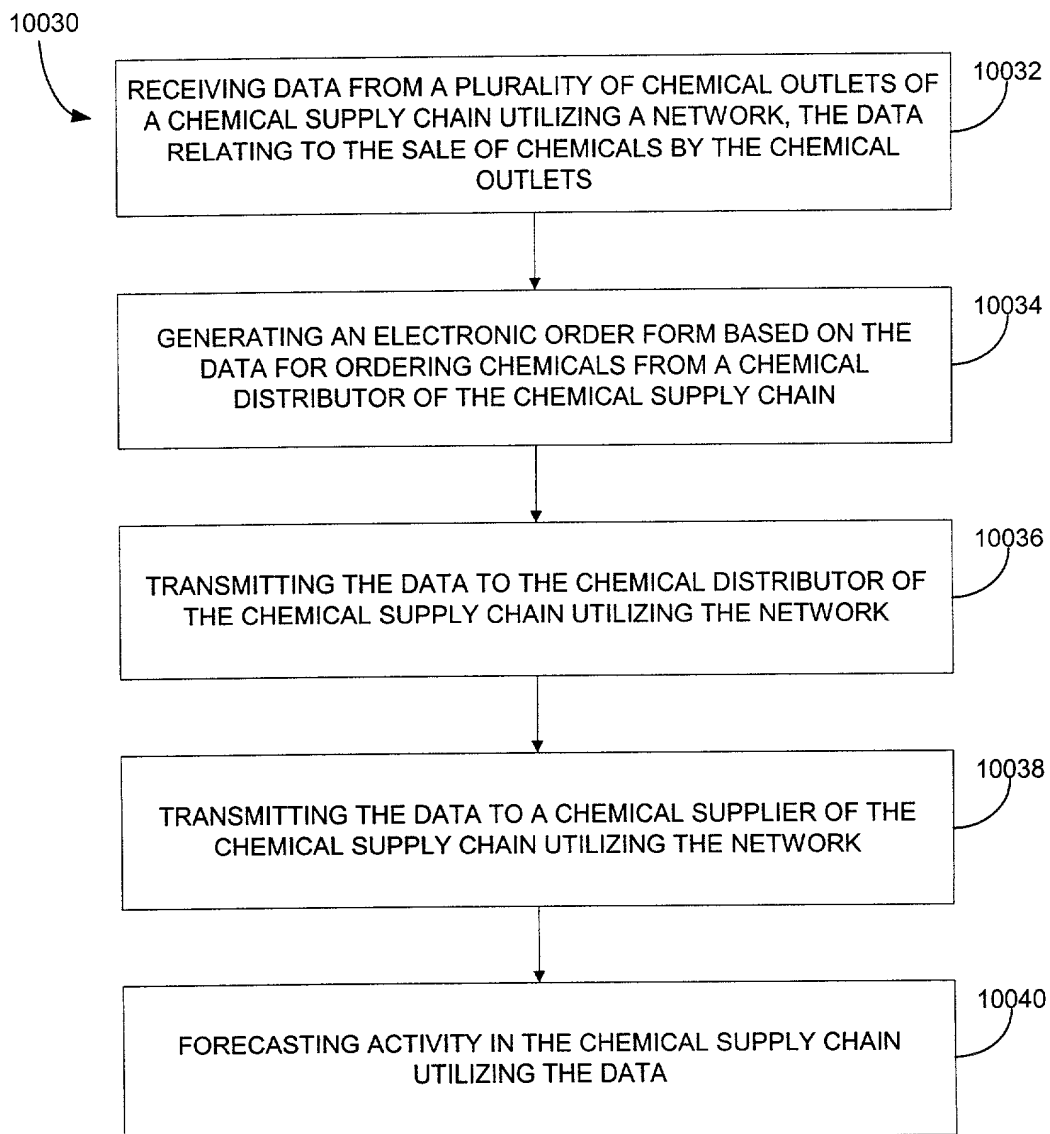 10030
RECEIVING DATA FROM A PLURALITY OF CHEMICAL OUTLETS OF
A CHEMICAL SUPPLY CHAIN UTILIZING A NETWORK, THE DATA
RELATING TO THE SALE OF CHEMICALS BY THE CHEMICAL
OUTLETS
10032
GENERATING AN ELECTRONIC ORDER FORM BASED ON THE
DATA FOR ORDERING CHEMICALS FROM A CHEMICAL
DISTRIBUTOR OF THE CHEMICAL SUPPLY CHAIN
10034
TRANSMITTING THE DATA TO THE CHEMICAL DISTRIBUTOR OF
THE CHEMICAL SUPPLY CHAIN UTILIZING THE NETWORK
10036
TRANSMITTING THE DATA TO A CHEMICAL SUPPLIER OF THE
CHEMICAL SUPPLY CHAIN UTILIZING THE NETWORK
10038
FORECASTING ACTIVITY IN THE CHEMICAL SUPPLY CHAIN
UTILIZING THE DATA
10040